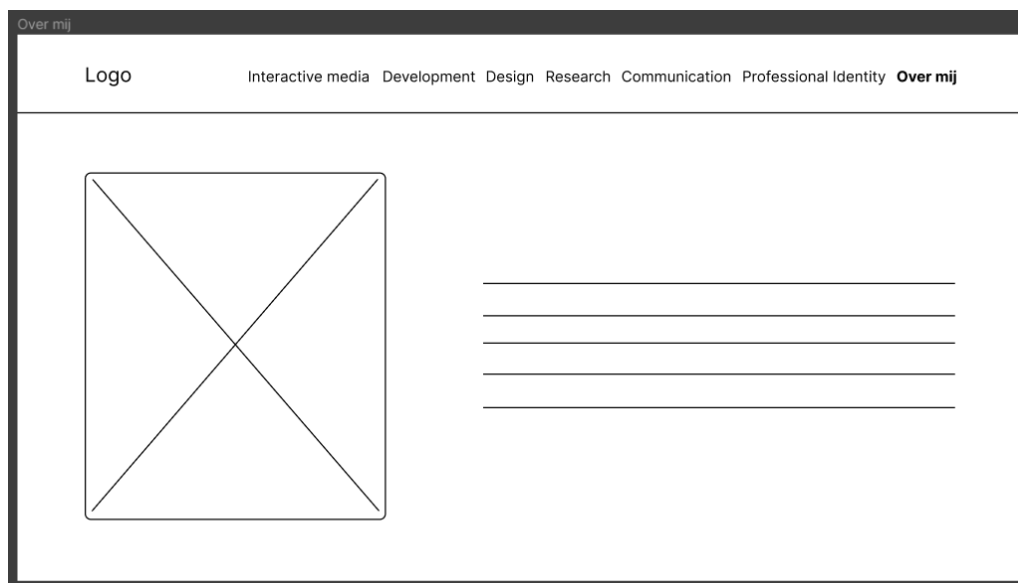 Over mij
Logo
Interactive media Development Design Research Communication Professional Identity Over mij